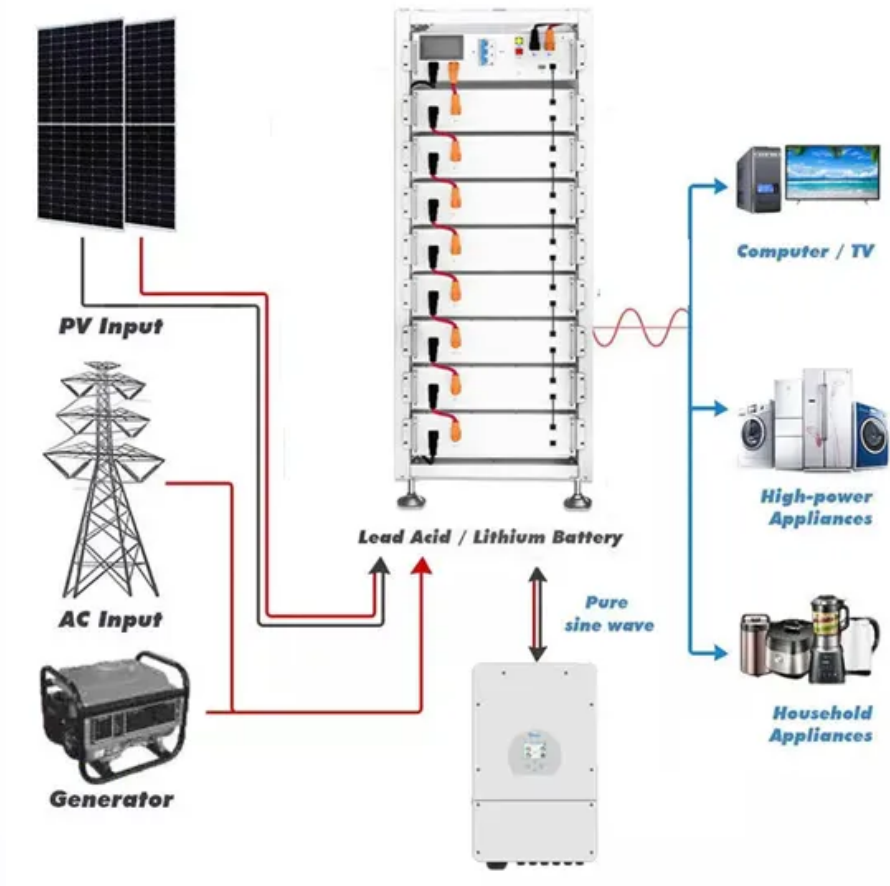 PV Input
AC Input
Generator
Lead Acid / Lithium Battery
Pure
sine wave
Computer / TV
High-power
Appliances
Household
Appliances